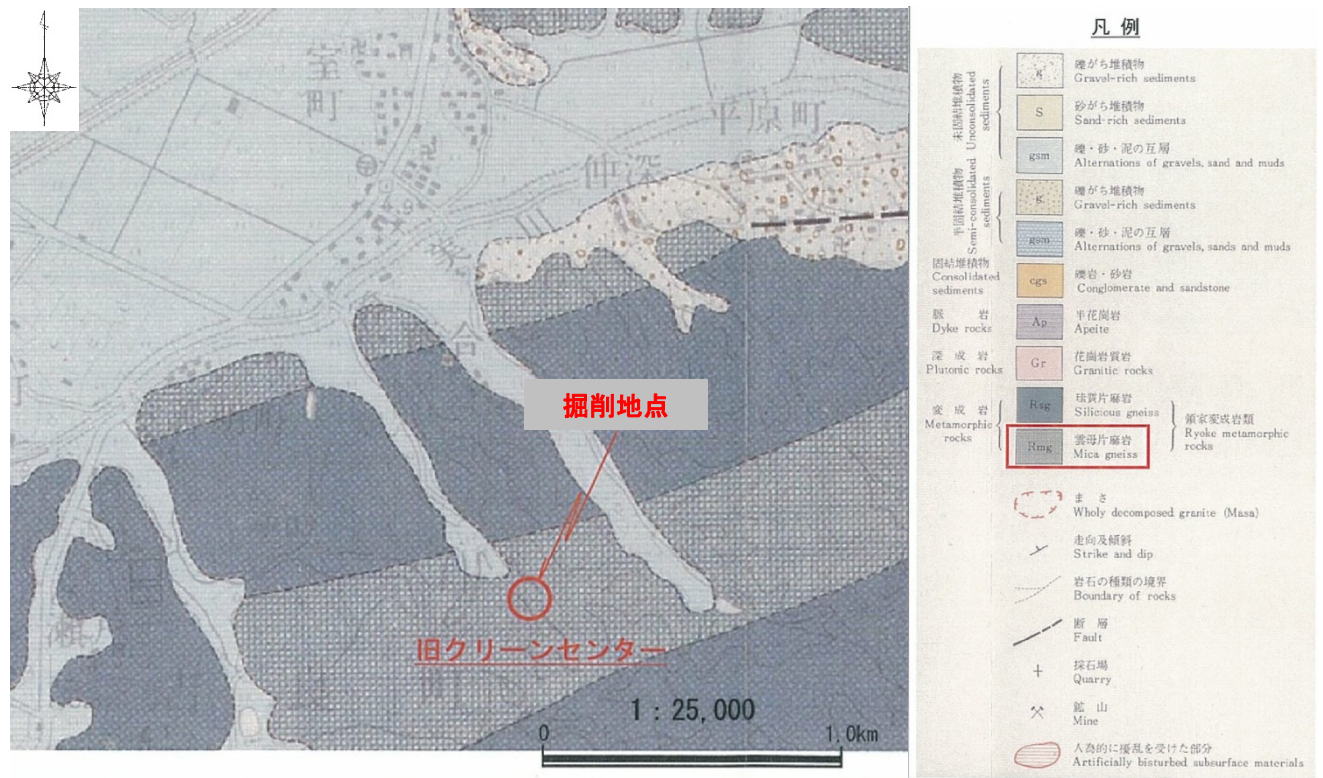 室町
平原町
仲深
掘削地点
合
旧クリーンセンター
町
1 : 25,000
0
1.0km
凡 例
未固結堆積物
Unconsolidated
sediments
g
礫がち堆積物
Gravel-rich sediments
S
砂がち堆積物
Sand-rich sediments
gsm
礫・砂・泥の互層
Alternations of gravels, sand and muds
半固結堆積物
Semi-consolidated
sediments
g
礫がち堆積物
Gravel-rich sediments
gsm
礫・砂・泥の互層
Alternations of gravels, sands and muds
固結堆積物
Consolidated
sediments
cgs
礫岩・砂岩
Conglomerate and sandstone
脈 岩
Dyke rocks
Ap
半花崗岩
Apeite
深 成 岩
Plutonic rocks
Gr
花崗岩質岩
Granitic rocks
変 成 岩
Metamorphic
rocks
Rsg
珪質片麻岩
Silicious gneiss
Rmg
雲母片麻岩
Mica gneiss
領家変成岩類
Ryoke metamorphic
rocks
ま さ
Wholy decomposed granite (Masa)
走向及傾斜
Strike and dip
岩石の種類の境界
Boundary of rocks
断 層
Fault
採石場
Quarry
鉱 山
Mine
人為的に擾乱を受けた部分
Artificially bisturbed subsurface materials